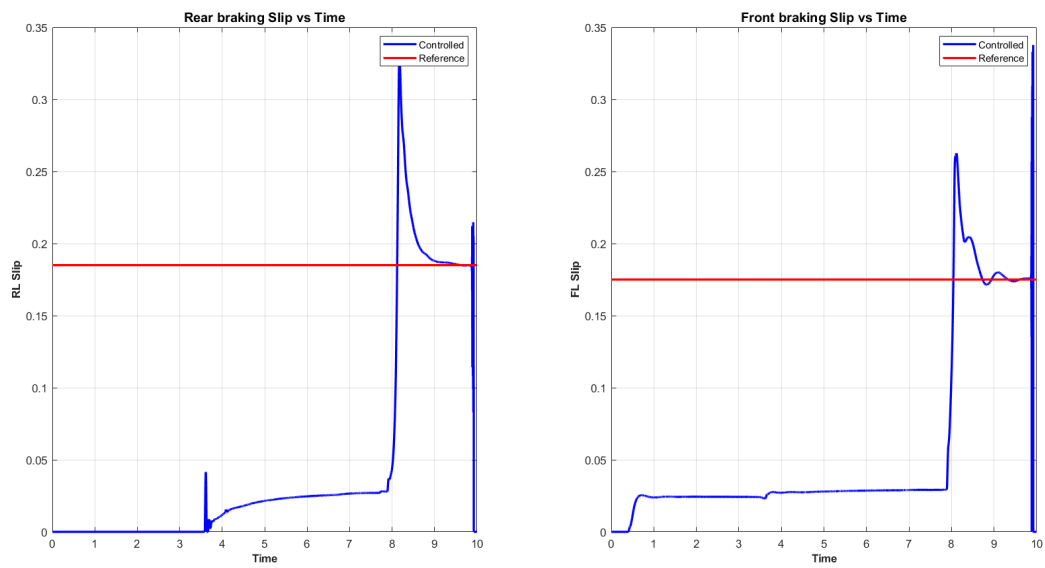 Rear braking Slip vs Time
0.35
0.3
0.25
0.2
0.15
0.1
0.05
0
RL Slip
0 1 2 3 4 5 6 7 8 9 10
Time
Controlled
Reference
Front braking Slip vs Time
0.35
0.3
0.25
0.2
0.15
0.1
0.05
0
FL Slip
0 1 2 3 4 5 6 7 8 9 10
Time
Controlled
Reference